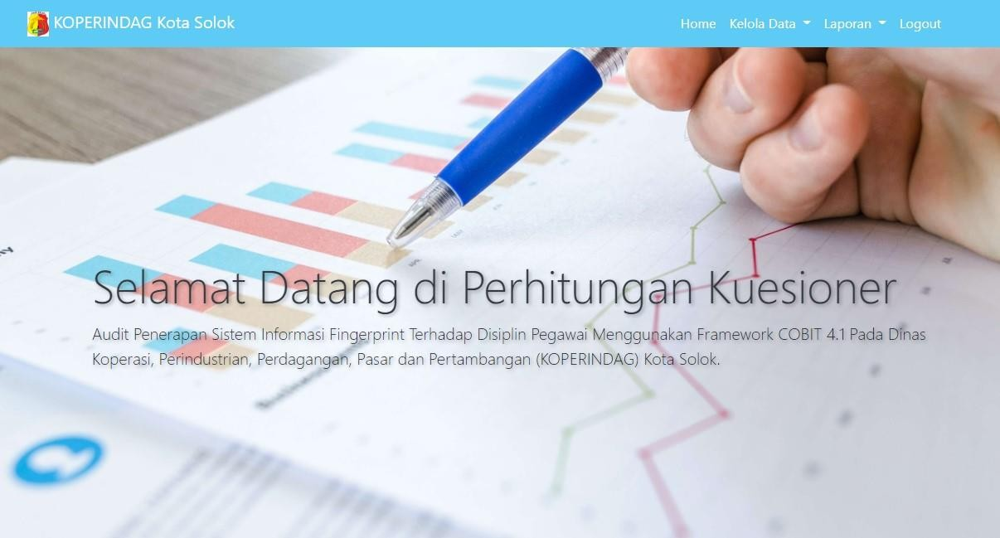 KOPERINDAG Kota Solok
Home Kelola Data Laporan Logout
Selamat Datang di Perhitungan Kuesioner
Audit Penerapan Sistem Informasi Fingerprint Terhadap Disiplin Pegawai Menggunakan Framework COBIT 4.1 Pada Dinas
Koperasi, Perindustrian, Perdagangan, Pasar dan Pertambangan (KOPERINDAG) Kota Solok.